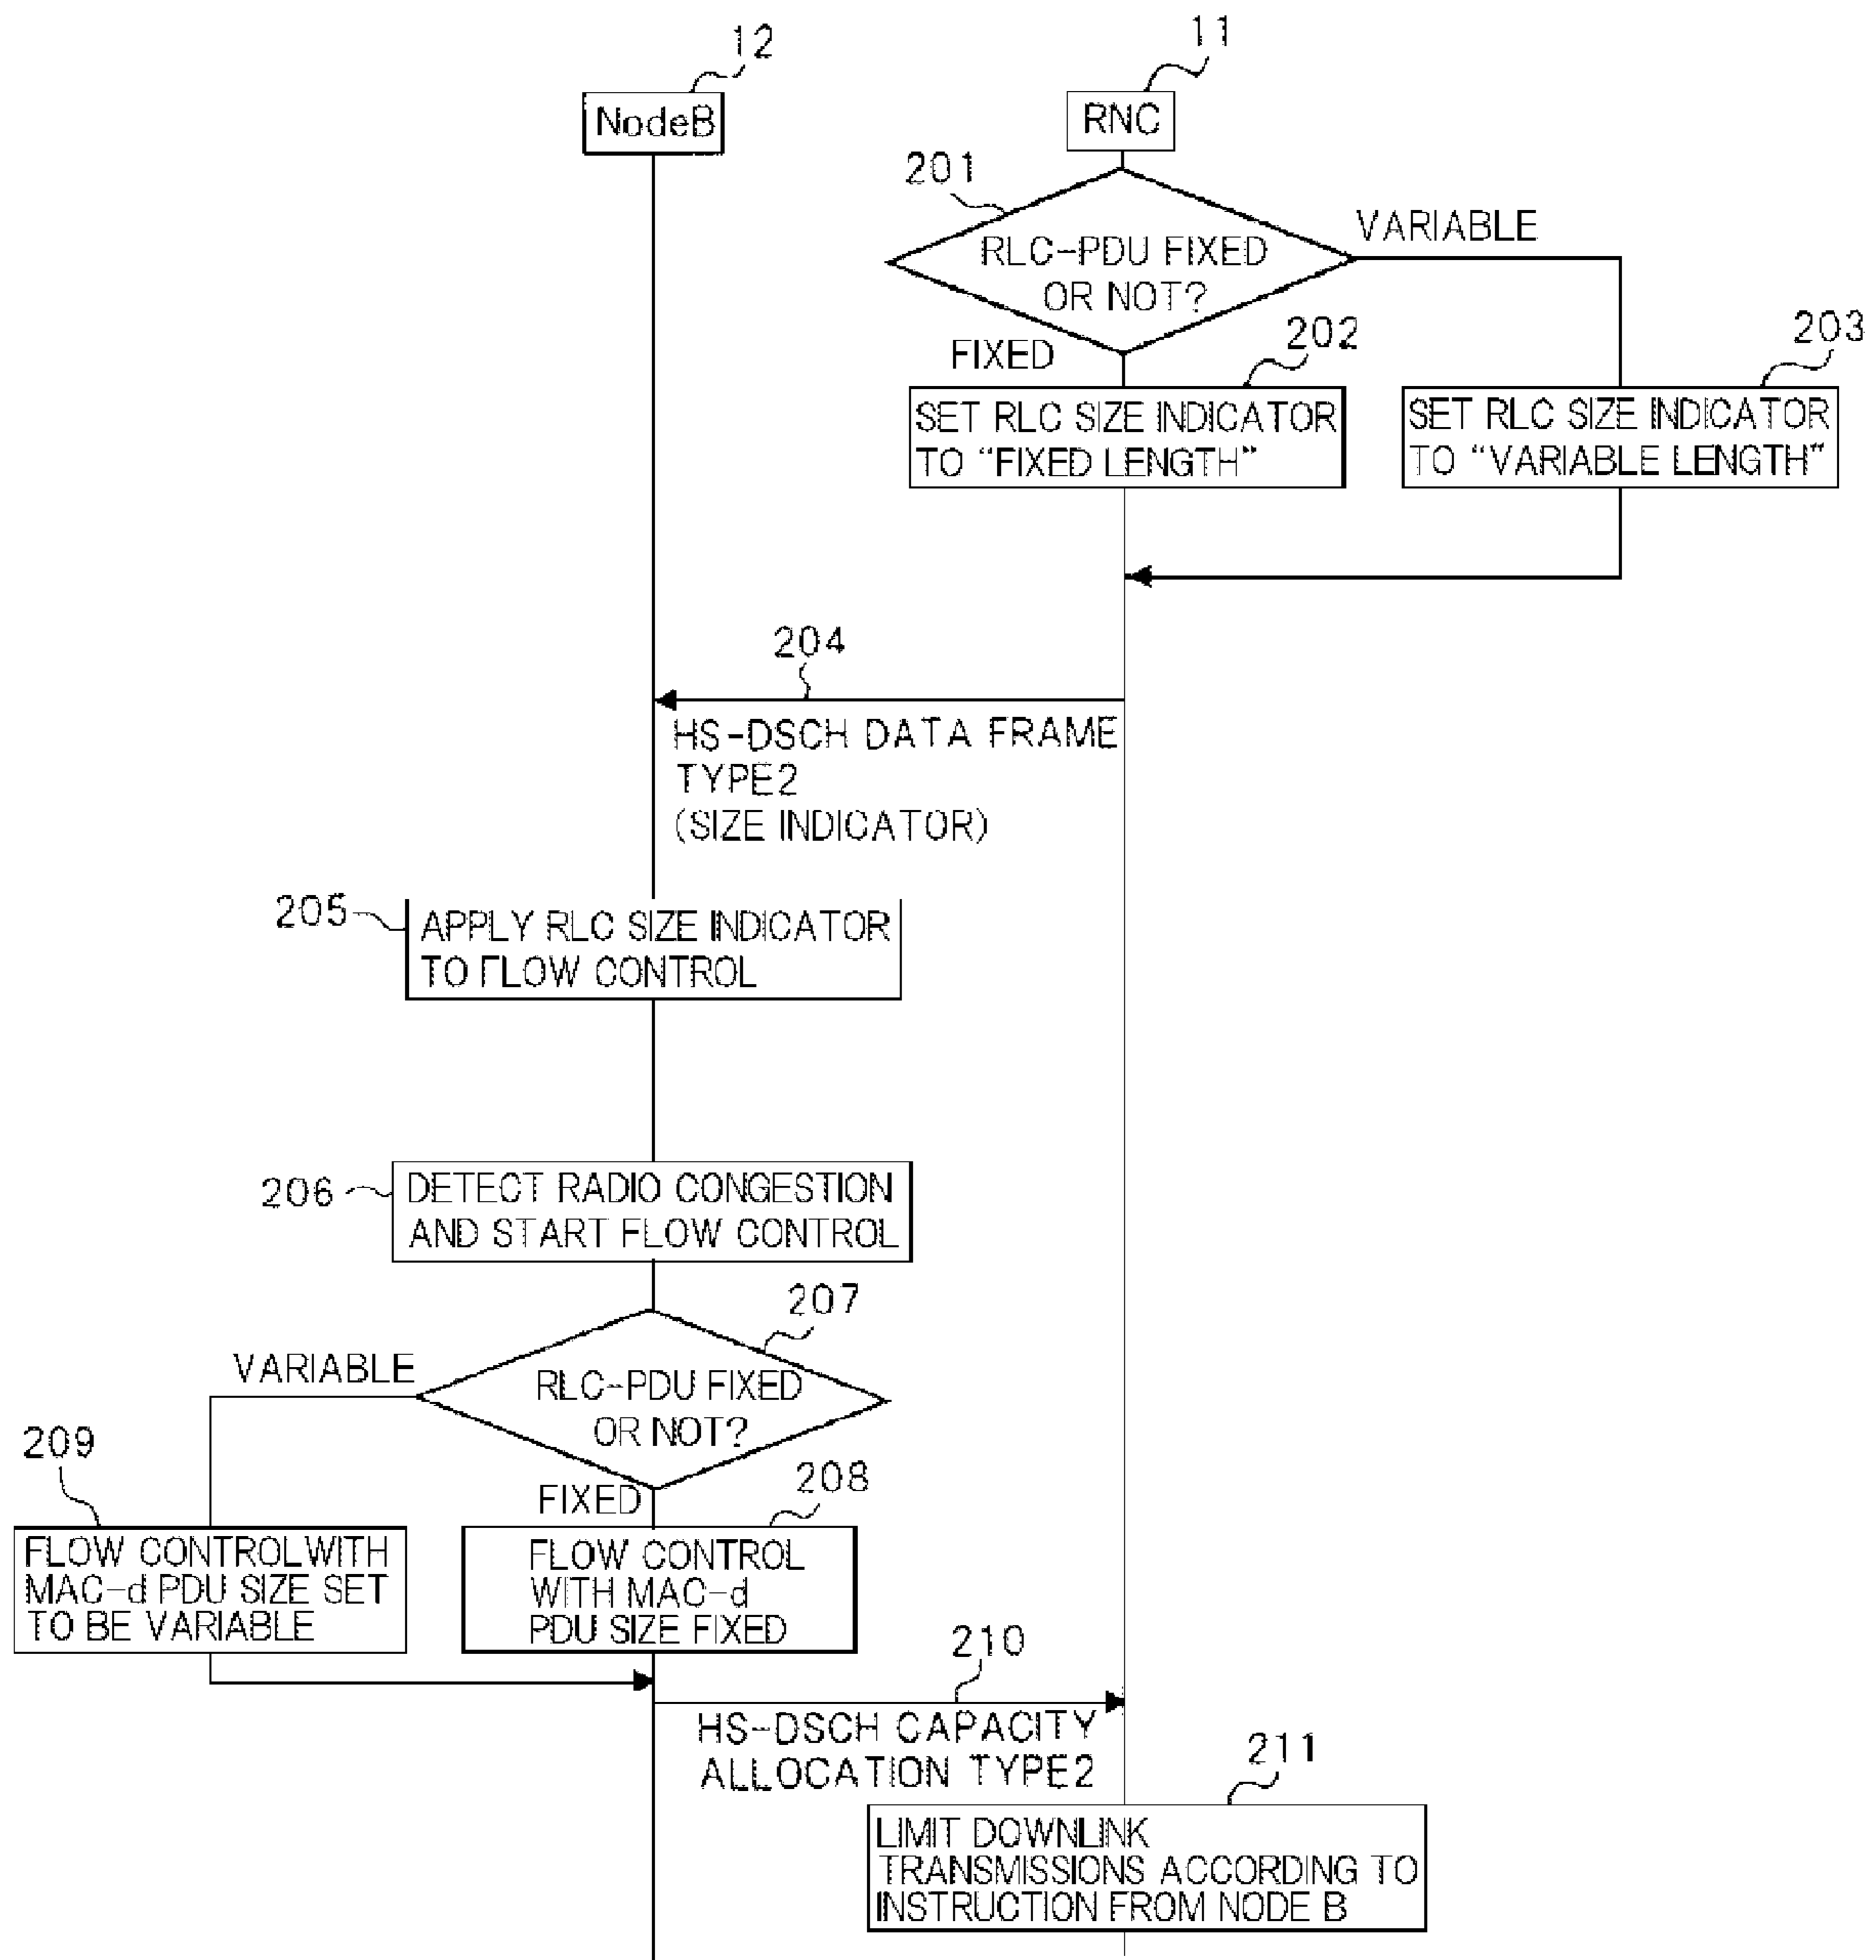 12
11
NodeB
RNC
201
VARIABLE
RLC-PDU FIXED
OR NOT?
FIXED
202
203
SET RLC SIZE INDICATOR
TO “FIXED LENGTH”
SET RLC SIZE INDICATOR
TO “VARIABLE LENGTH”
204
HS-DSCH DATA FRAME
TYPE2
(SIZE INDICATOR)
205
APPLY RLC SIZE INDICATOR
TO FLOW CONTROL
206
DETECT RADIO CONGESTION
AND START FLOW CONTROL
207
VARIABLE
RLC-PDU FIXED
OR NOT?
209
208
FIXED
FLOW CONTROL WITH
MAC-d PDU SIZE SET
TO BE VARIABLE
FLOW CONTROL
WITH MAC-d
PDU SIZE FIXED
210
HS-DSCH CAPACITY
ALLOCATION TYPE2
211
LIMIT DOWNLINK
TRANSMISSIONS ACCORDING TO
INSTRUCTION FROM NODE B